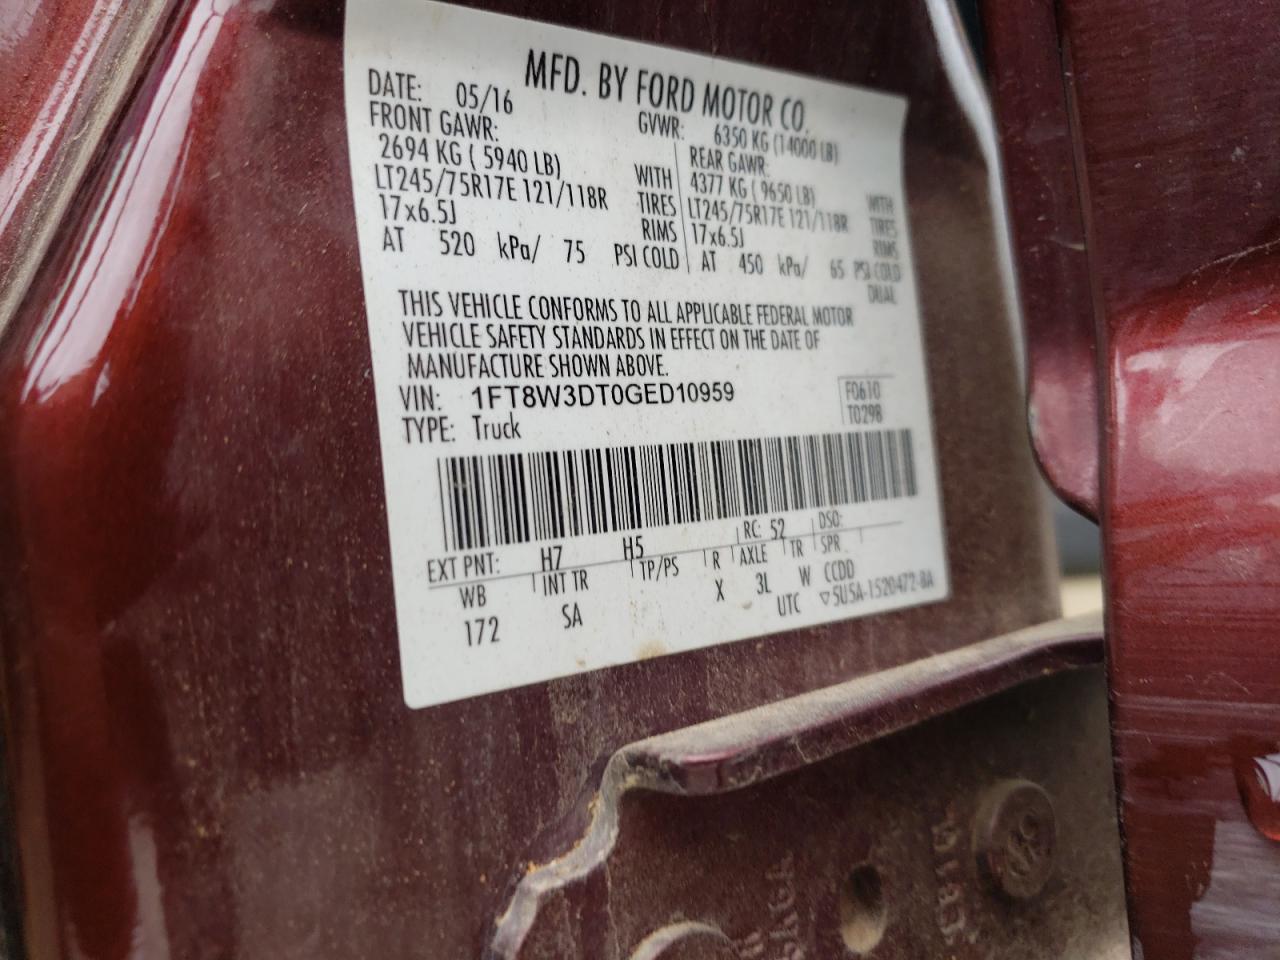 MFD. BY FORD MOTOR CO.
DATE: 05/16 GVWR: 6350 KG (14000 LB)
FRONT GAWR: REAR GAWR:
2694 KG ( 5940 LB) WITH 4377 KG ( 9650 LB) WITH
LT245/75R17E 121/118R TIRES LT245/75R17E 121/118R TIRES
17x6.5J RIMS 17x6.5J RIMS
AT 520 kPa/ 75 PSI COLD AT 450 kPa/ 65 PSI COLD
DUAL
THIS VEHICLE CONFORMS TO ALL APPLICABLE FEDERAL MOTOR
VEHICLE SAFETY STANDARDS IN EFFECT ON THE DATE OF
MANUFACTURE SHOWN ABOVE.
VIN: 1FT8W3DT0GED10959 F0610
TYPE: Truck T0298
EXT PNT: H7 H5 RC: 52 DSO:
WB INT TR TP/PS R AXLE TR SPR
172 SA X 3L W CCDD
UTC ▽5U5A-1520472-BA